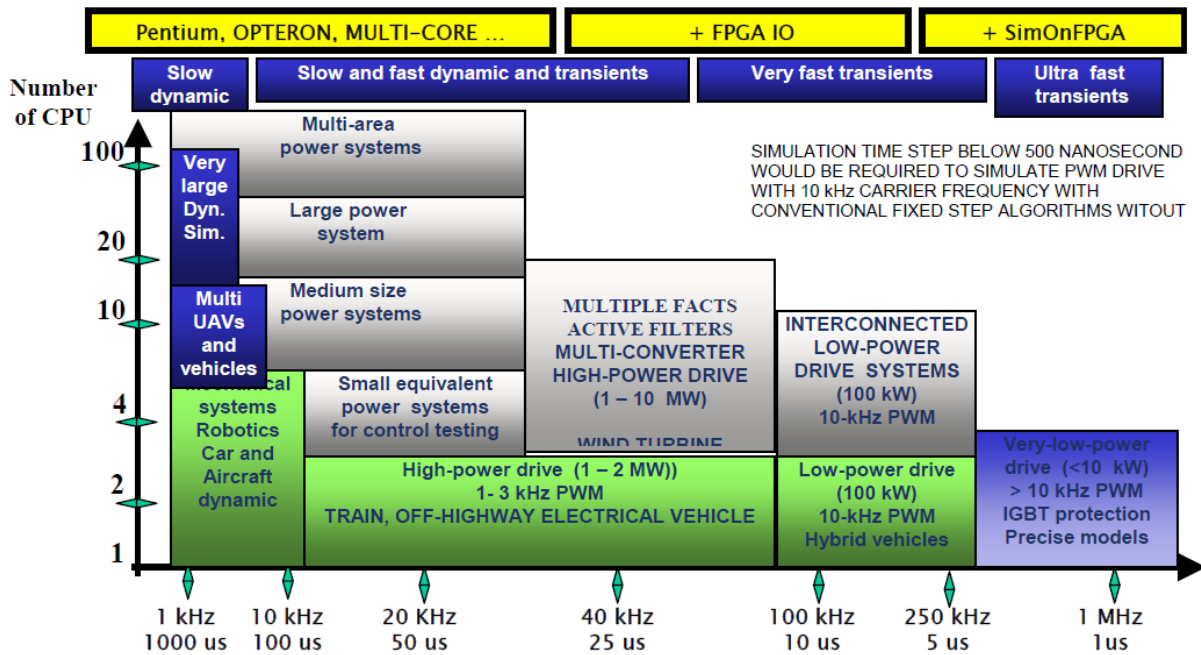 Pentium, OPTERON, MULTI-CORE ...
+ FPGA IO
+ SimOnFPGA
Slow
dynamic
Slow and fast dynamic and transients
Very fast transients
Ultra fast
transients
Number
of CPU
100
20
10
4
2
1
SIMULATION TIME STEP BELOW 500 NANOSECOND
WOULD BE REQUIRED TO SIMULATE PWM DRIVE
WITH 10 kHz CARRIER FREQUENCY WITH
CONVENTIONAL FIXED STEP ALGORITHMS WITOUT
Multi-area
power systems
Very
large
Dyn.
Sim.
Large power
system
Multi
UAVs
and
vehicles
Medium size
power systems
MULTIPLE FACTS
ACTIVE FILTERS
MULTI-CONVERTER
HIGH-POWER DRIVE
(1 – 10 MW)
WIND TURBINE
INTERCONNECTED
LOW-POWER
DRIVE SYSTEMS
(100 kW)
10-kHz PWM
systems
Robotics
Car and
Aircraft
dynamic
Small equivalent
power systems
for control testing
High-power drive (1 – 2 MW))
1- 3 kHz PWM
TRAIN, OFF-HIGHWAY ELECTRICAL VEHICLE
Low-power drive
(100 kW)
10-kHz PWM
Hybrid vehicles
Very-low-power
drive (<10 kW)
> 10 kHz PWM
IGBT protection
Precise models
1 kHz
1000 us
10 kHz
100 us
20 KHz
50 us
40 kHz
25 us
100 kHz
10 us
250 kHz
5 us
1 MHz
1us